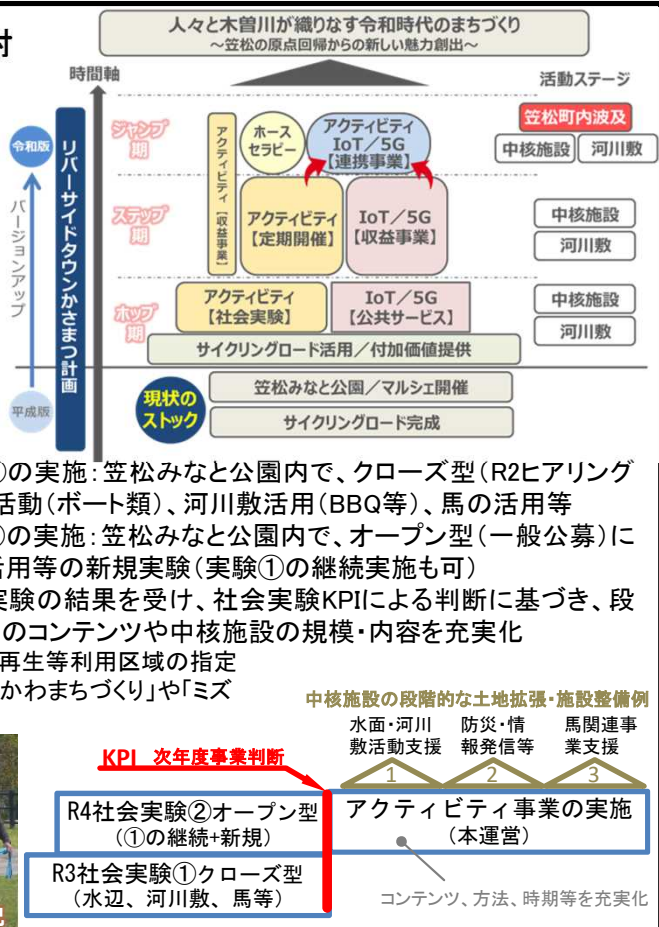 討
人々と木曽川が織りなす令和時代のまちづくり
～笠松の原点回帰からの新しい魅力創出～
時間軸
活動ステージ
令和版
バージョンアップ
平成版
リバーサイドタウンかさまつ計画
ジャンプ
期
アクティビティ【収益事業】
ホース
セラピー
アクティビティ
IoT/5G
【連携事業】
笠松町内波及
中核施設
河川敷
ステップ
期
アクティビティ
【定期開催】
IoT/5G
【収益事業】
中核施設
河川敷
ホップ
期
アクティビティ
【社会実験】
IoT/5G
【公共サービス】
中核施設
河川敷
サイクリングロード活用/付加価値提供
現状の
ストック
笠松みなと公園/マルシェ開催
サイクリングロード完成
の実施：笠松みなと公園内で、クローズ型(R2ヒアリング
活動(ボート類)、河川敷活用(BBQ等)、馬の活用等
の実施：笠松みなと公園内で、オープン型(一般公募)に
活用等の新規実験(実験①の継続実施も可)
実験の結果を受け、社会実験KPIによる判断に基づき、段
のコンテンツや中核施設の規模・内容を充実化
再生等利用区域の指定
かわまちづくり」や「ミズ
中核施設の段階的な土地拡張・施設整備例
水面・河川
敷活動支援
防災・情
報発信等
馬関連事
業支援
1
2
3
KPI 次年度事業判断
R4社会実験②オープン型
(①の継続+新規)
アクティビティ事業の実施
(本運営)
R3社会実験①クローズ型
(水辺、河川敷、馬等)
コンテンツ、方法、時期等を充実化